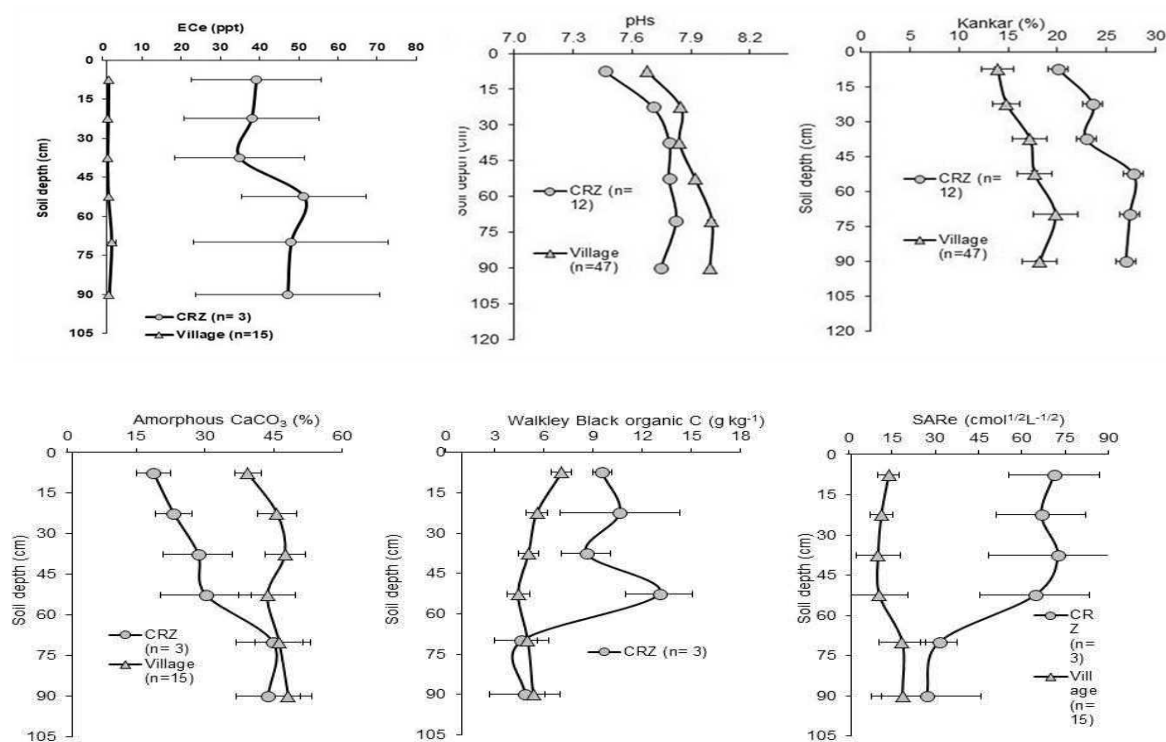 ECe (ppt)
0 10 20 30 40 50 60 70 80
0
15
30
45
60
75
90
105
Soil depth (cm)
CRZ (n= 3)
Village (n=15)
pHs
7.0 7.3 7.6 7.9 8.2
0
15
30
45
60
75
90
105
120
CRZ (n=
12)
Village
(n=47)
Kankar (%)
0 5 10 15 20 25 30
0
15
30
45
60
75
90
105
120
Soil depth (cm)
CRZ (n=
12)
Village
(n=47)
Amorphous CaCO₃ (%)
0 15 30 45 60
0
15
30
45
60
75
90
105
Soil depth (cm)
CRZ
(n= 3)
Village
(n=15)
Walkley Black organic C (g kg⁻¹)
0 3 6 9 12 15 18
0
15
30
45
60
75
90
105
Soil depth (cm)
CRZ (n= 3)
SARe (cmol¹ᐟ²L⁻¹ᐟ²)
0 15 30 45 60 75 90
0
15
30
45
60
75
90
105
Soil depth (cm)
CR
Z
(n=
3)
Vill
age
(n=
15)